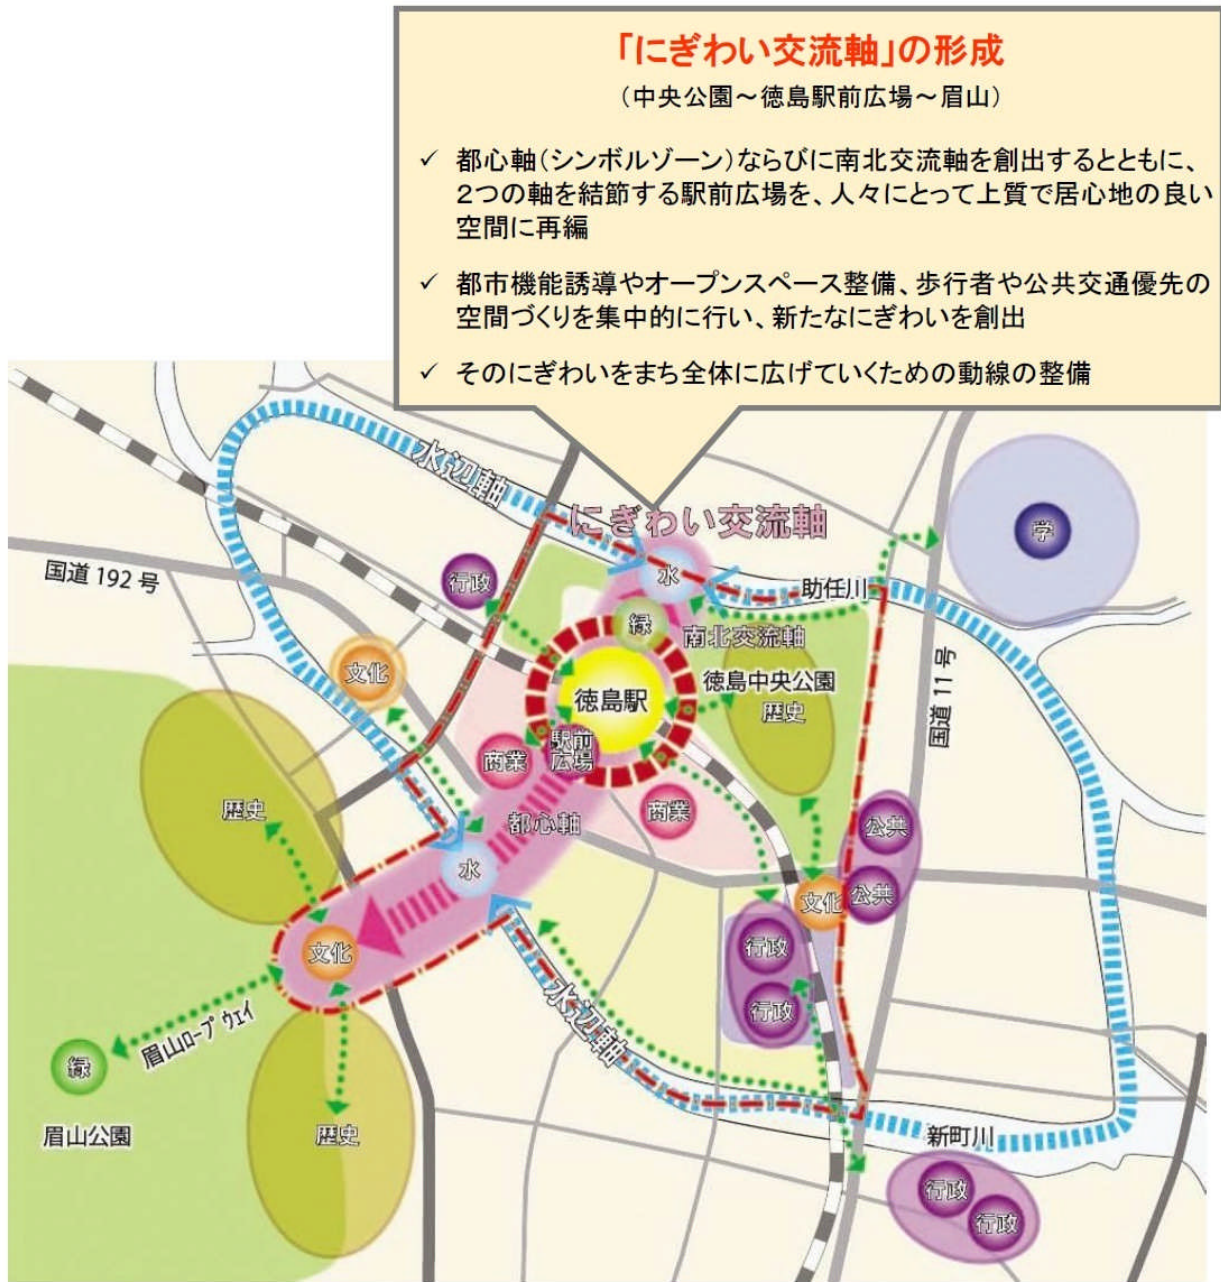 「にぎわい交流軸」の形成
（中央公園～徳島駅前広場～眉山）
✓ 都心軸（シンボルゾーン）ならびに南北交流軸を創出するとともに、
２つの軸を結節する駅前広場を、人々にとって上質で居心地の良い
空間に再編
✓ 都市機能誘導やオープンスペース整備、歩行者や公共交通優先の
空間づくりを集中的に行い、新たなにぎわいを創出
✓ そのにぎわいをまち全体に広げていくための動線の整備
水辺軸
にぎわい交流軸
学
国道 192 号
行政
水
助任川
緑
南北交流軸
文化
徳島駅
徳島中央公園
歴史
国道 11 号
駅前
広場
商業
商業
歴史
都心軸
公共
水
公共
文化
文化
行政
行政
水辺軸
眉山ロープウェイ
緑
眉山公園
歴史
新町川
行政
行政